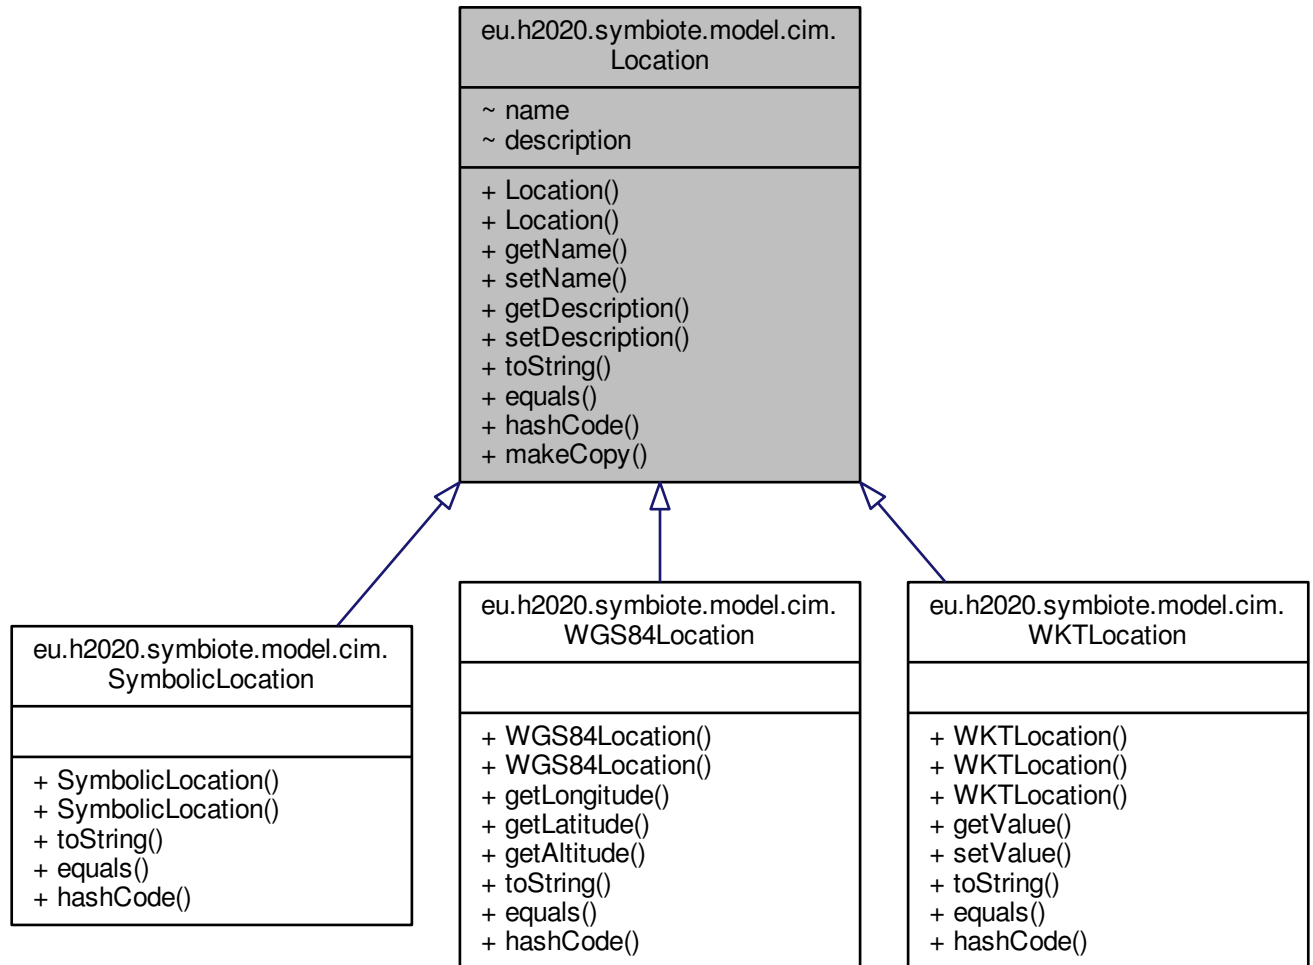 eu.h2020.symbiote.model.cim.
Location
~ name
~ description
+ Location()
+ Location()
+ getName()
+ setName()
+ getDescription()
+ setDescription()
+ toString()
+ equals()
+ hashCode()
+ makeCopy()
eu.h2020.symbiote.model.cim.
SymbolicLocation
+ SymbolicLocation()
+ SymbolicLocation()
+ toString()
+ equals()
+ hashCode()
eu.h2020.symbiote.model.cim.
WGS84Location
+ WGS84Location()
+ WGS84Location()
+ getLongitude()
+ getLatitude()
+ getAltitude()
+ toString()
+ equals()
+ hashCode()
eu.h2020.symbiote.model.cim.
WKTLocation
+ WKTLocation()
+ WKTLocation()
+ WKTLocation()
+ getValue()
+ setValue()
+ toString()
+ equals()
+ hashCode()